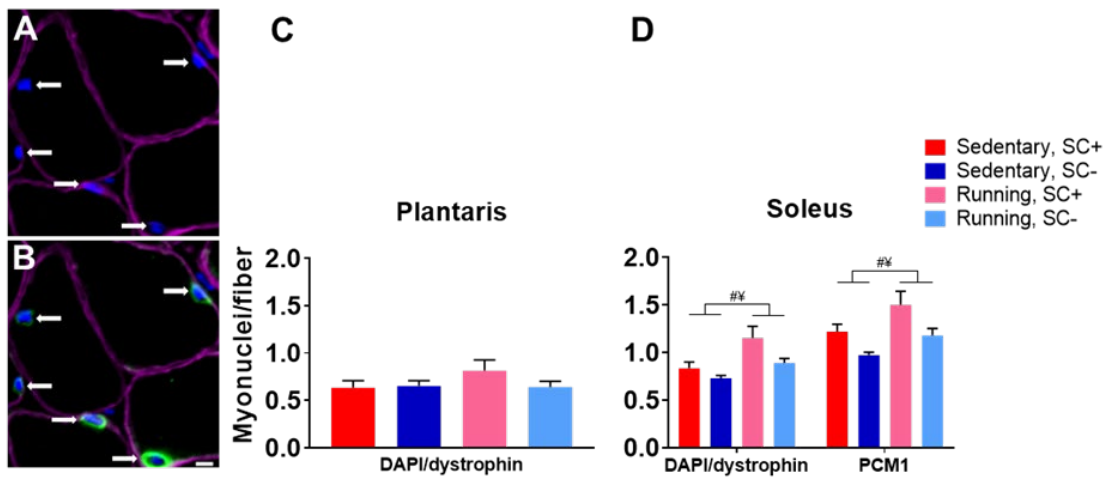 A
B
C
D
Sedentary, SC+
Sedentary, SC-
Running, SC+
Running, SC-
Plantaris
Soleus
Myonuclei/fiber
2.0
1.5
1.0
0.5
0.0
DAPI/dystrophin
2.0
1.5
1.0
0.5
0.0
#¥
#¥
DAPI/dystrophin
PCM1